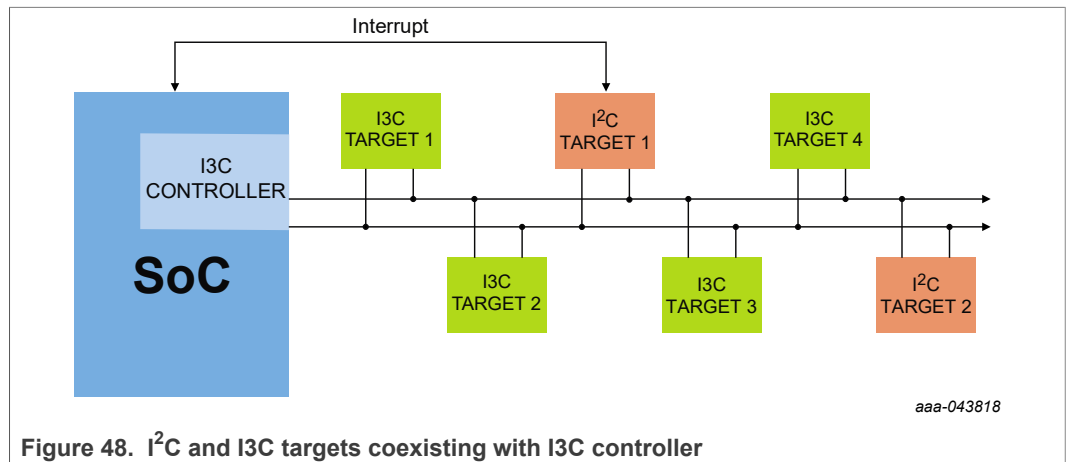 Interrupt
I3C
TARGET 1
I²C
TARGET 1
I3C
TARGET 4
I3C
CONTROLLER
SoC
I3C
TARGET 2
I3C
TARGET 3
I²C
TARGET 2
aaa-043818
Figure 48. I²C and I3C targets coexisting with I3C controller